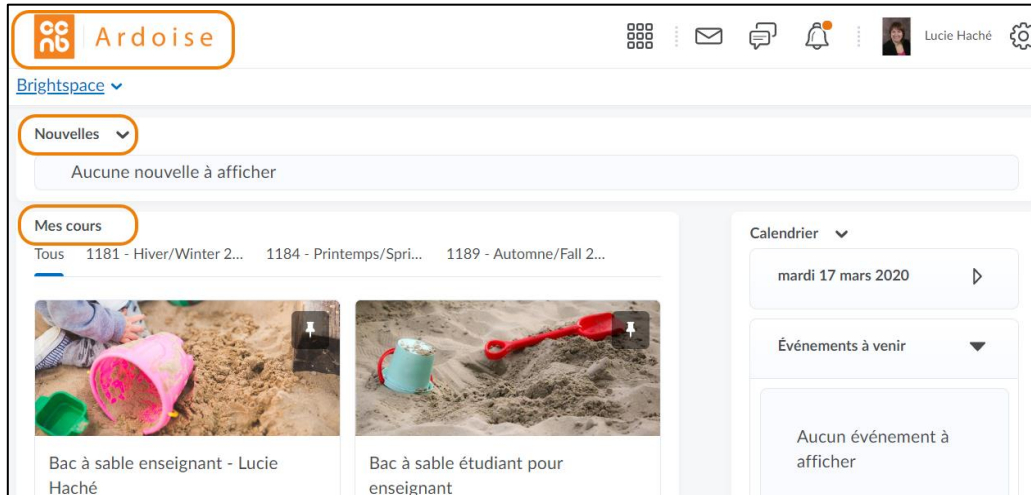 ccnb Ardoise
Lucie Haché
Brightspace
Nouvelles
Aucune nouvelle à afficher
Mes cours
Tous 1181 - Hiver/Winter 2... 1184 - Printemps/Spri... 1189 - Automne/Fall 2...
Bac à sable enseignant - Lucie
Haché
Bac à sable étudiant pour
enseignant
Calendrier
mardi 17 mars 2020
Événements à venir
Aucun événement à
afficher